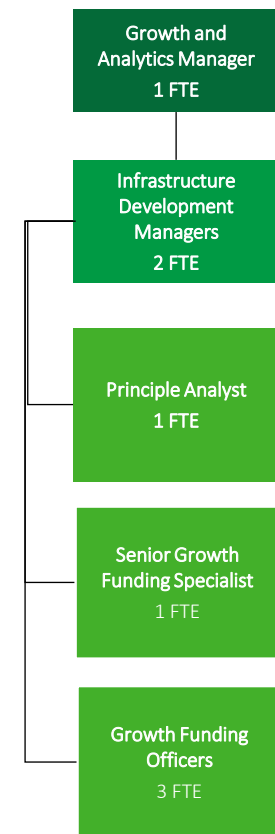 Growth and
Analytics Manager
1 FTE
Infrastructure
Development
Managers
2 FTE
Principle Analyst
1 FTE
Senior Growth
Funding Specialist
1 FTE
Growth Funding
Officers
3 FTE